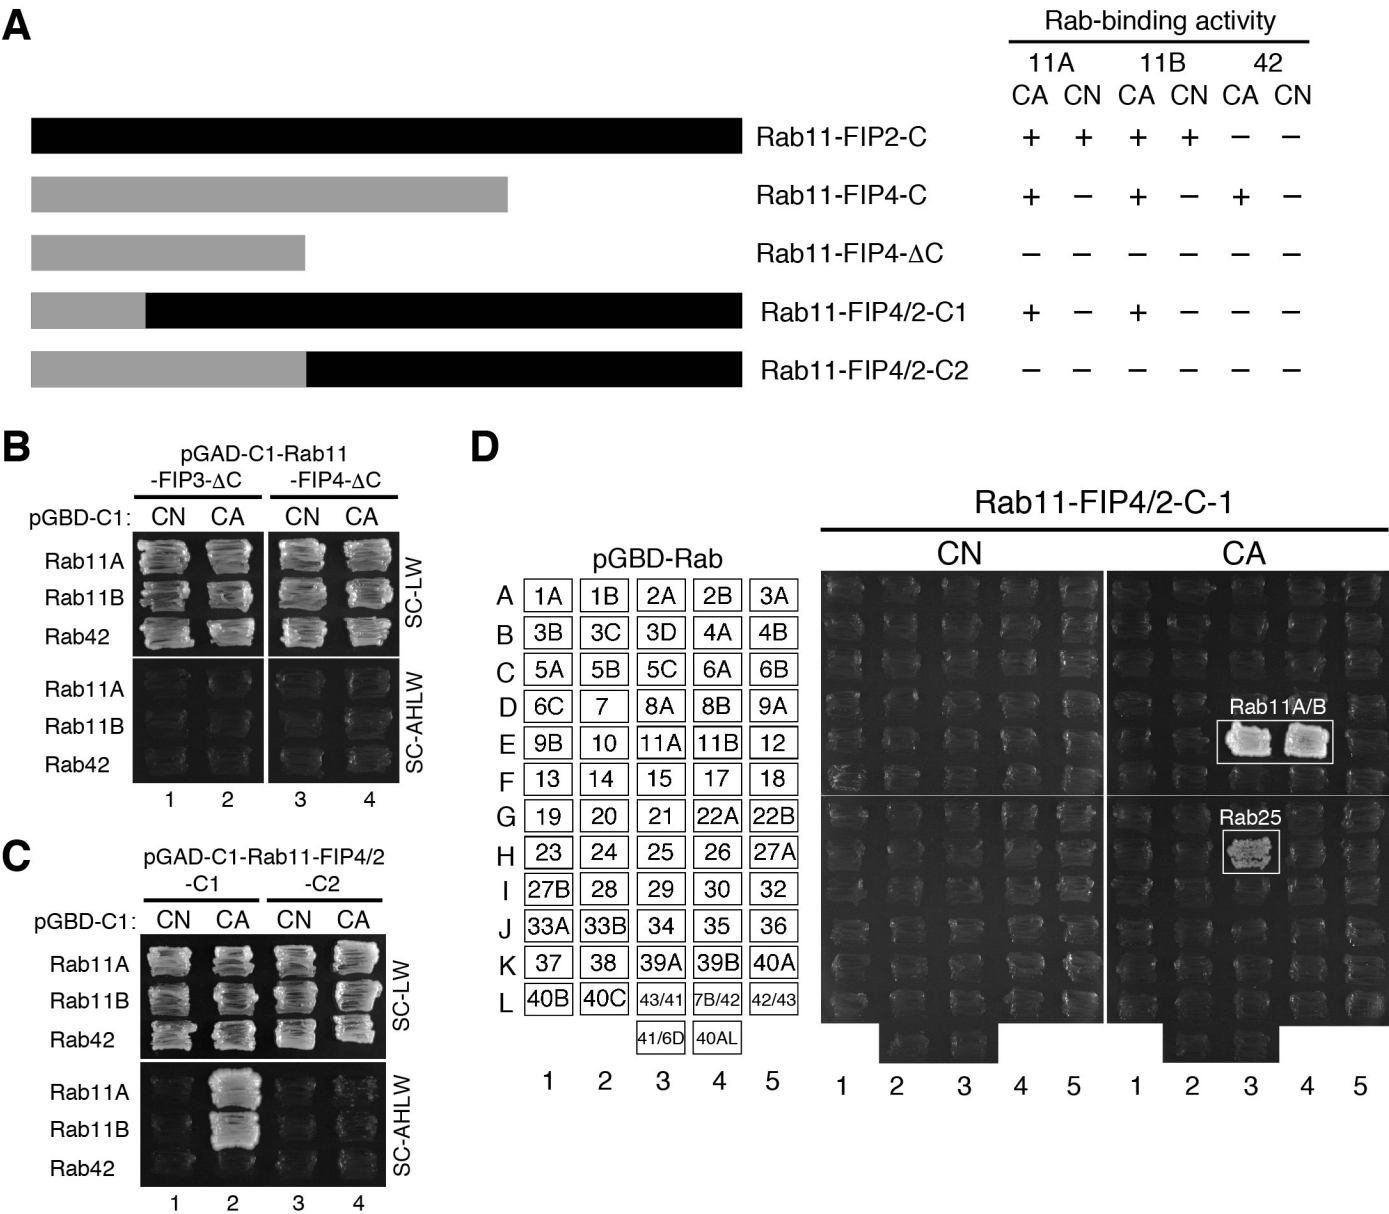 A
Rab-binding activity
11A 11B 42
CA CN CA CN CA CN
Rab11-FIP2-C + + + + − −
Rab11-FIP4-C + − + − + −
Rab11-FIP4-ΔC − − − − − −
Rab11-FIP4/2-C1 + − + − − −
Rab11-FIP4/2-C2 − − − − − −
B
pGAD-C1-Rab11
-FIP3-ΔC -FIP4-ΔC
pGBD-C1: CN CA CN CA
Rab11A
Rab11B
Rab42
SC-LW
Rab11A
Rab11B
Rab42
SC-AHLW
1 2 3 4
C
pGAD-C1-Rab11-FIP4/2
-C1 -C2
pGBD-C1: CN CA CN CA
Rab11A
Rab11B
Rab42
SC-LW
Rab11A
Rab11B
Rab42
SC-AHLW
1 2 3 4
D
pGBD-Rab
A 1A 1B 2A 2B 3A
B 3B 3C 3D 4A 4B
C 5A 5B 5C 6A 6B
D 6C 7 8A 8B 9A
E 9B 10 11A 11B 12
F 13 14 15 17 18
G 19 20 21 22A 22B
H 23 24 25 26 27A
I 27B 28 29 30 32
J 33A 33B 34 35 36
K 37 38 39A 39B 40A
L 40B 40C 43/41 7B/42 42/43
41/6D 40AL
1 2 3 4 5
Rab11-FIP4/2-C-1
CN CA
Rab11A/B
Rab25
1 2 3 4 5 1 2 3 4 5